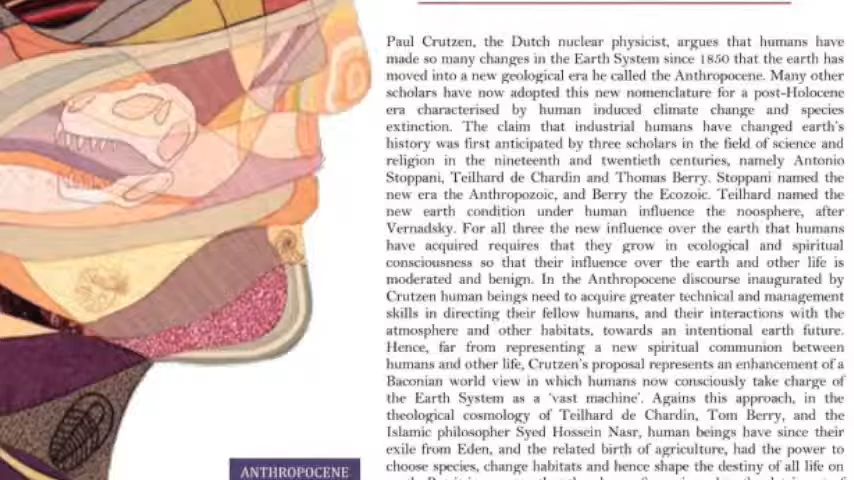 Paul Crutzen, the Dutch nuclear physicist, argues that humans have
made so many changes in the Earth System since 1850 that the earth has
moved into a new geological era he called the Anthropocene. Many other
scholars have now adopted this new nomenclature for a post-Holocene
era characterised by human induced climate change and species
extinction. The claim that industrial humans have changed earth's
history was first anticipated by three scholars in the field of science and
religion in the nineteenth and twentieth centuries, namely Antonio
Stoppani, Teilhard de Chardin and Thomas Berry. Stoppani named the
new era the Anthropozoic, and Berry the Ecozoic. Teilhard named the
new earth condition under human influence the noosphere, after
Vernadsky. For all three the new influence over the earth that humans
have acquired requires that they grow in ecological and spiritual
consciousness so that their influence over the earth and other life is
moderated and benign. In the Anthropocene discourse inaugurated by
Crutzen human beings need to acquire greater technical and management
skills in directing their fellow humans, and their interactions with the
atmosphere and other habitats, towards an intentional earth future.
Hence, far from representing a new spiritual communion between
humans and other life, Crutzen's proposal represents an enhancement of a
Baconian world view in which humans now consciously take charge of
the Earth System as a 'vast machine'. Agains this approach, in the
theological cosmology of Teilhard de Chardin, Tom Berry, and the
Islamic philosopher Syed Hossein Nasr, human beings have since their
exile from Eden, and the related birth of agriculture, had the power to
choose species, change habitats and hence shape the destiny of all life on
ANTHROPOCENE